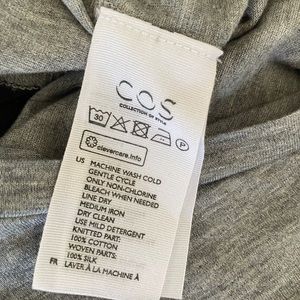 COS
COLLECTION OF STYLE
30
P
clevercare.info
US MACHINE WASH COLD
GENTLE CYCLE
ONLY NON-CHLORINE
BLEACH WHEN NEEDED
LINE DRY
MEDIUM IRON
DRY CLEAN
USE MILD DETERGENT
KNITTED PART:
100% COTTON
WOVEN PART:
100% SILK
FR LAVER À LA MACHINE À